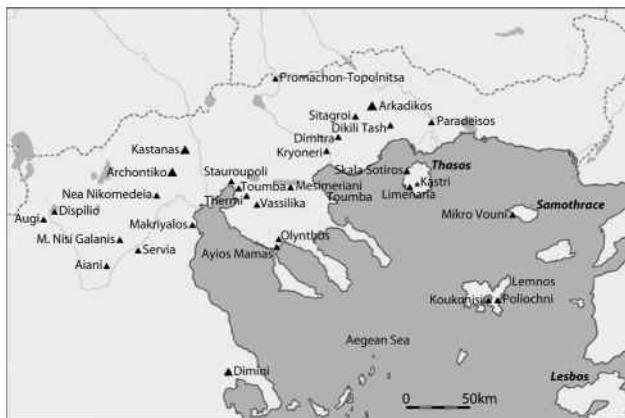 Promachon-Topolnitsa
Arkadikos
Sitagroi
Dikili Tash
Paradeisos
Dimitra
Kryoneri
Kastanas
Archontiko
Stauroupoli
Toumba
Mesimeriani
Toumba
Skala Sotiros
Thasos
Kastri
Limenaria
Nea Nikomedeia
Thermi
Vassilika
Samothrace
Mikro Vouni
Dispilio
Augi
Makriyalos
M. Nisi Galanis
Servia
Olynthus
Ayios Mamas
Aiani
Lemnos
Koukonisi
Poliochni
Aegean Sea
Dimini
Lesbos
0
50km